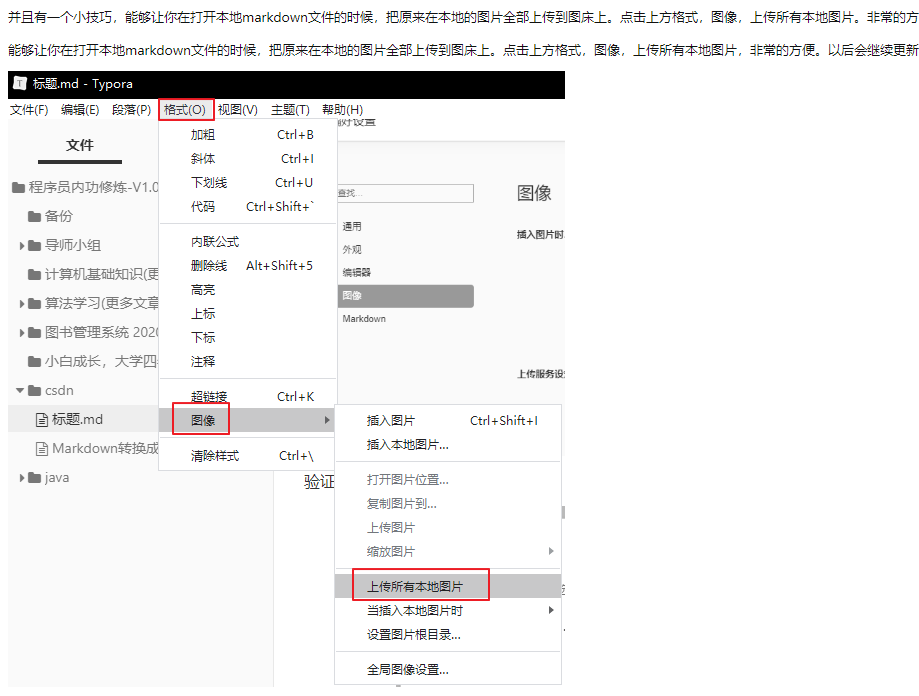 并且有一个小技巧，能够让你在打开本地markdown文件的时候，把原来在本地的图片全部上传到图床上。点击上方格式，图像，上传所有本地图片。非常的方
能够让你在打开本地markdown文件的时候，把原来在本地的图片全部上传到图床上。点击上方格式，图像，上传所有本地图片，非常的方便。以后会继续更新
标题.md - Typora
文件(F) 编辑(E) 段落(P) 格式(O) 视图(V) 主题(T) 帮助(H)
好设置
文件
加粗 Ctrl+B
斜体 Ctrl+I
下划线 Ctrl+U
代码 Ctrl+Shift+`
内联公式
删除线 Alt+Shift+5
高亮
上标
下标
注释
超链接 Ctrl+K
图像
清除样式 Ctrl+\
程序员内功修炼-V1.0
备份
导师小组
计算机基础知识(更
算法学习(更多文章
图书管理系统 2020
小白成长，大学四
csdn
标题.md
Markdown转换成
java
查找...
通用
外观
编辑器
图像
Markdown
图像
插入图片时
上传服务设
验证
插入图片 Ctrl+Shift+I
插入本地图片...
打开图片位置...
复制图片到...
上传图片
缩放图片
上传所有本地图片
当插入本地图片时
设置图片根目录...
全局图像设置...